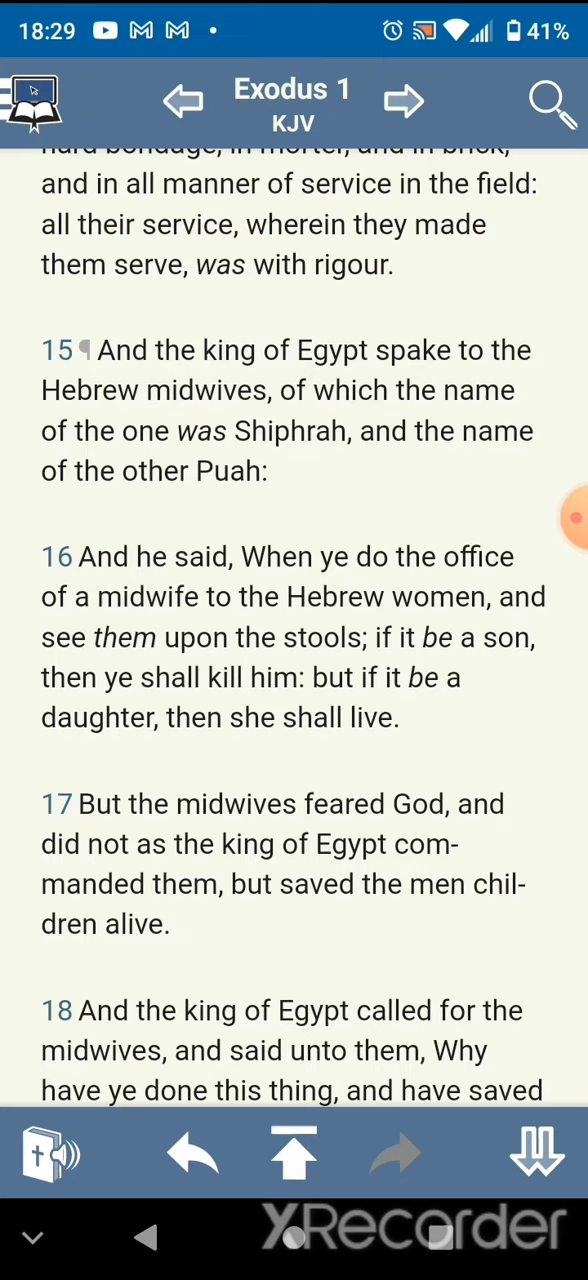 18:29
41%
Exodus 1
KJV
hard bondage, in morter, and in brick,
and in all manner of service in the field:
all their service, wherein they made
them serve, was with rigour.
15 ¶ And the king of Egypt spake to the
Hebrew midwives, of which the name
of the one was Shiphrah, and the name
of the other Puah:
16 And he said, When ye do the office
of a midwife to the Hebrew women, and
see them upon the stools; if it be a son,
then ye shall kill him: but if it be a
daughter, then she shall live.
17 But the midwives feared God, and
did not as the king of Egypt com-
manded them, but saved the men chil-
dren alive.
18 And the king of Egypt called for the
midwives, and said unto them, Why
have ye done this thing, and have saved
XRecorder